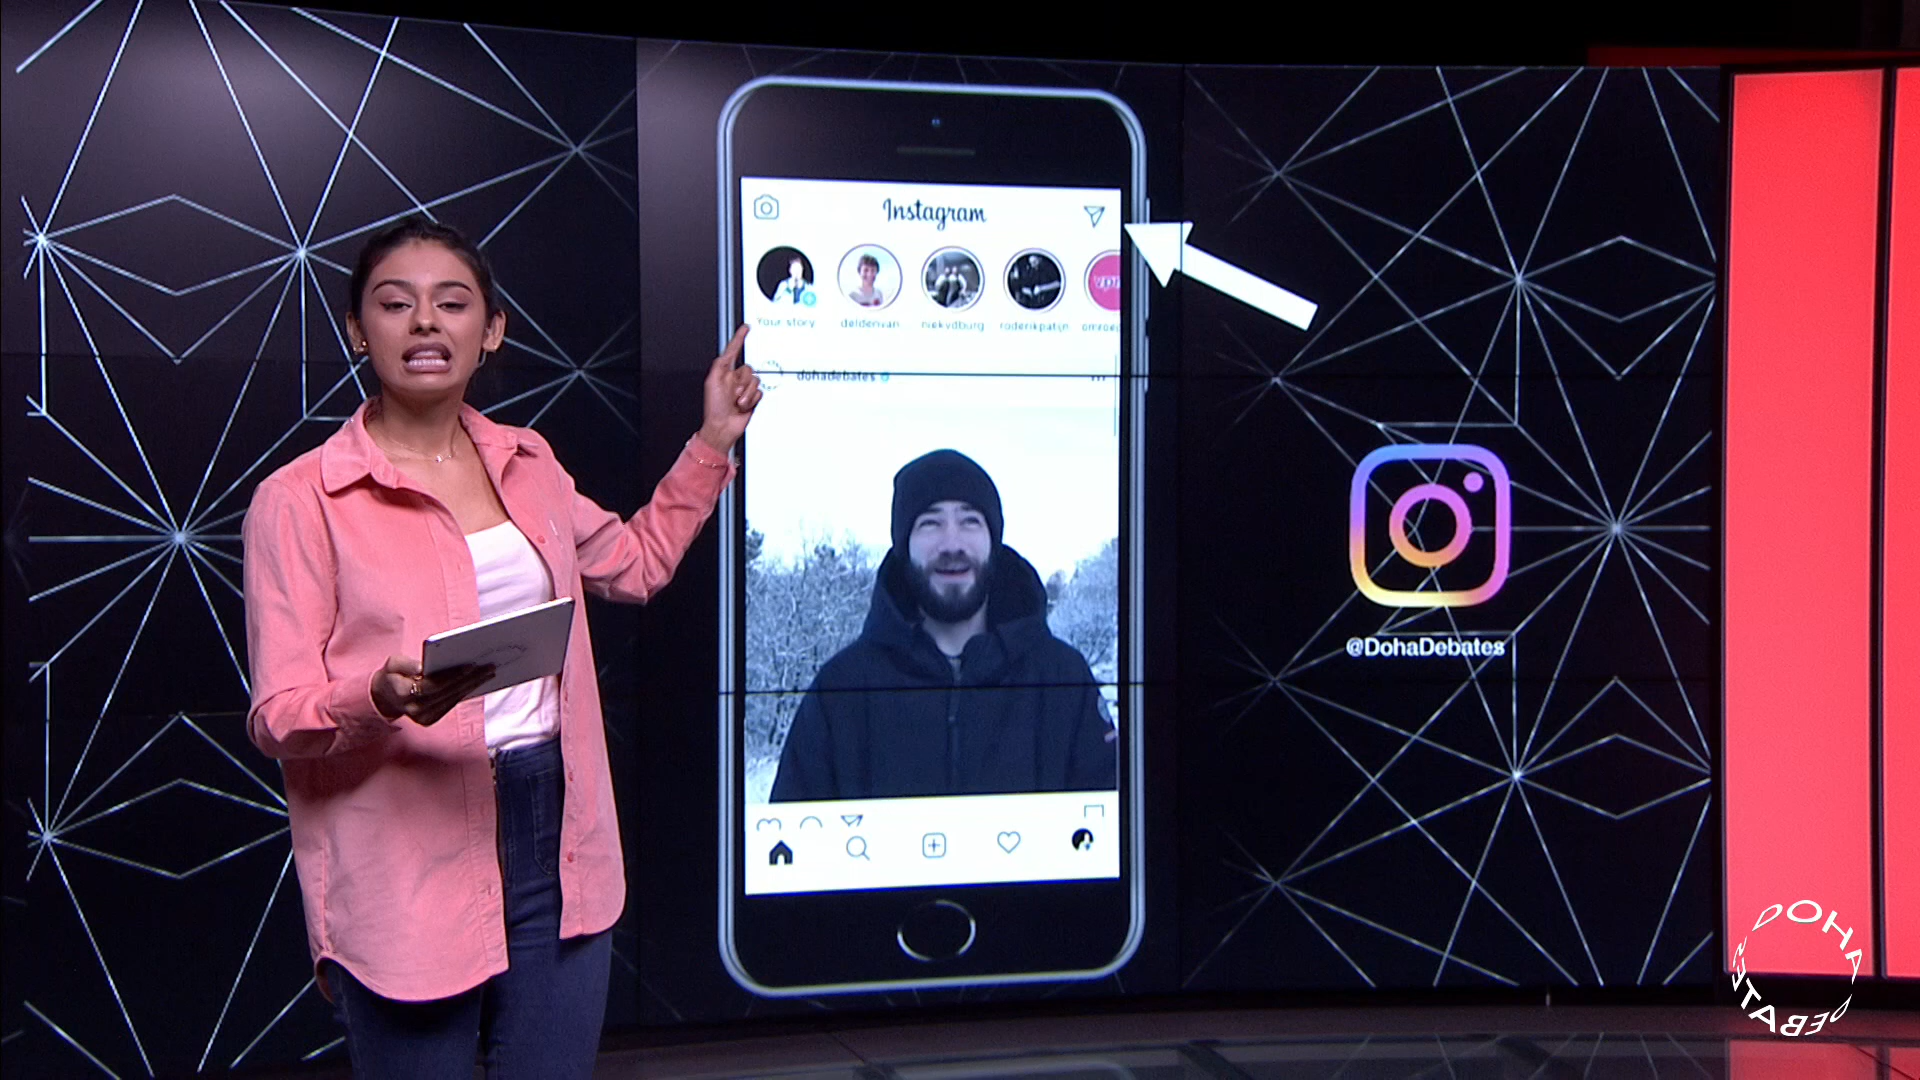 Instagram
Your story
deldenvan
niekvdburg
roderikpatijn
dohadebates
@DohaDebates
DOHA DEBATES